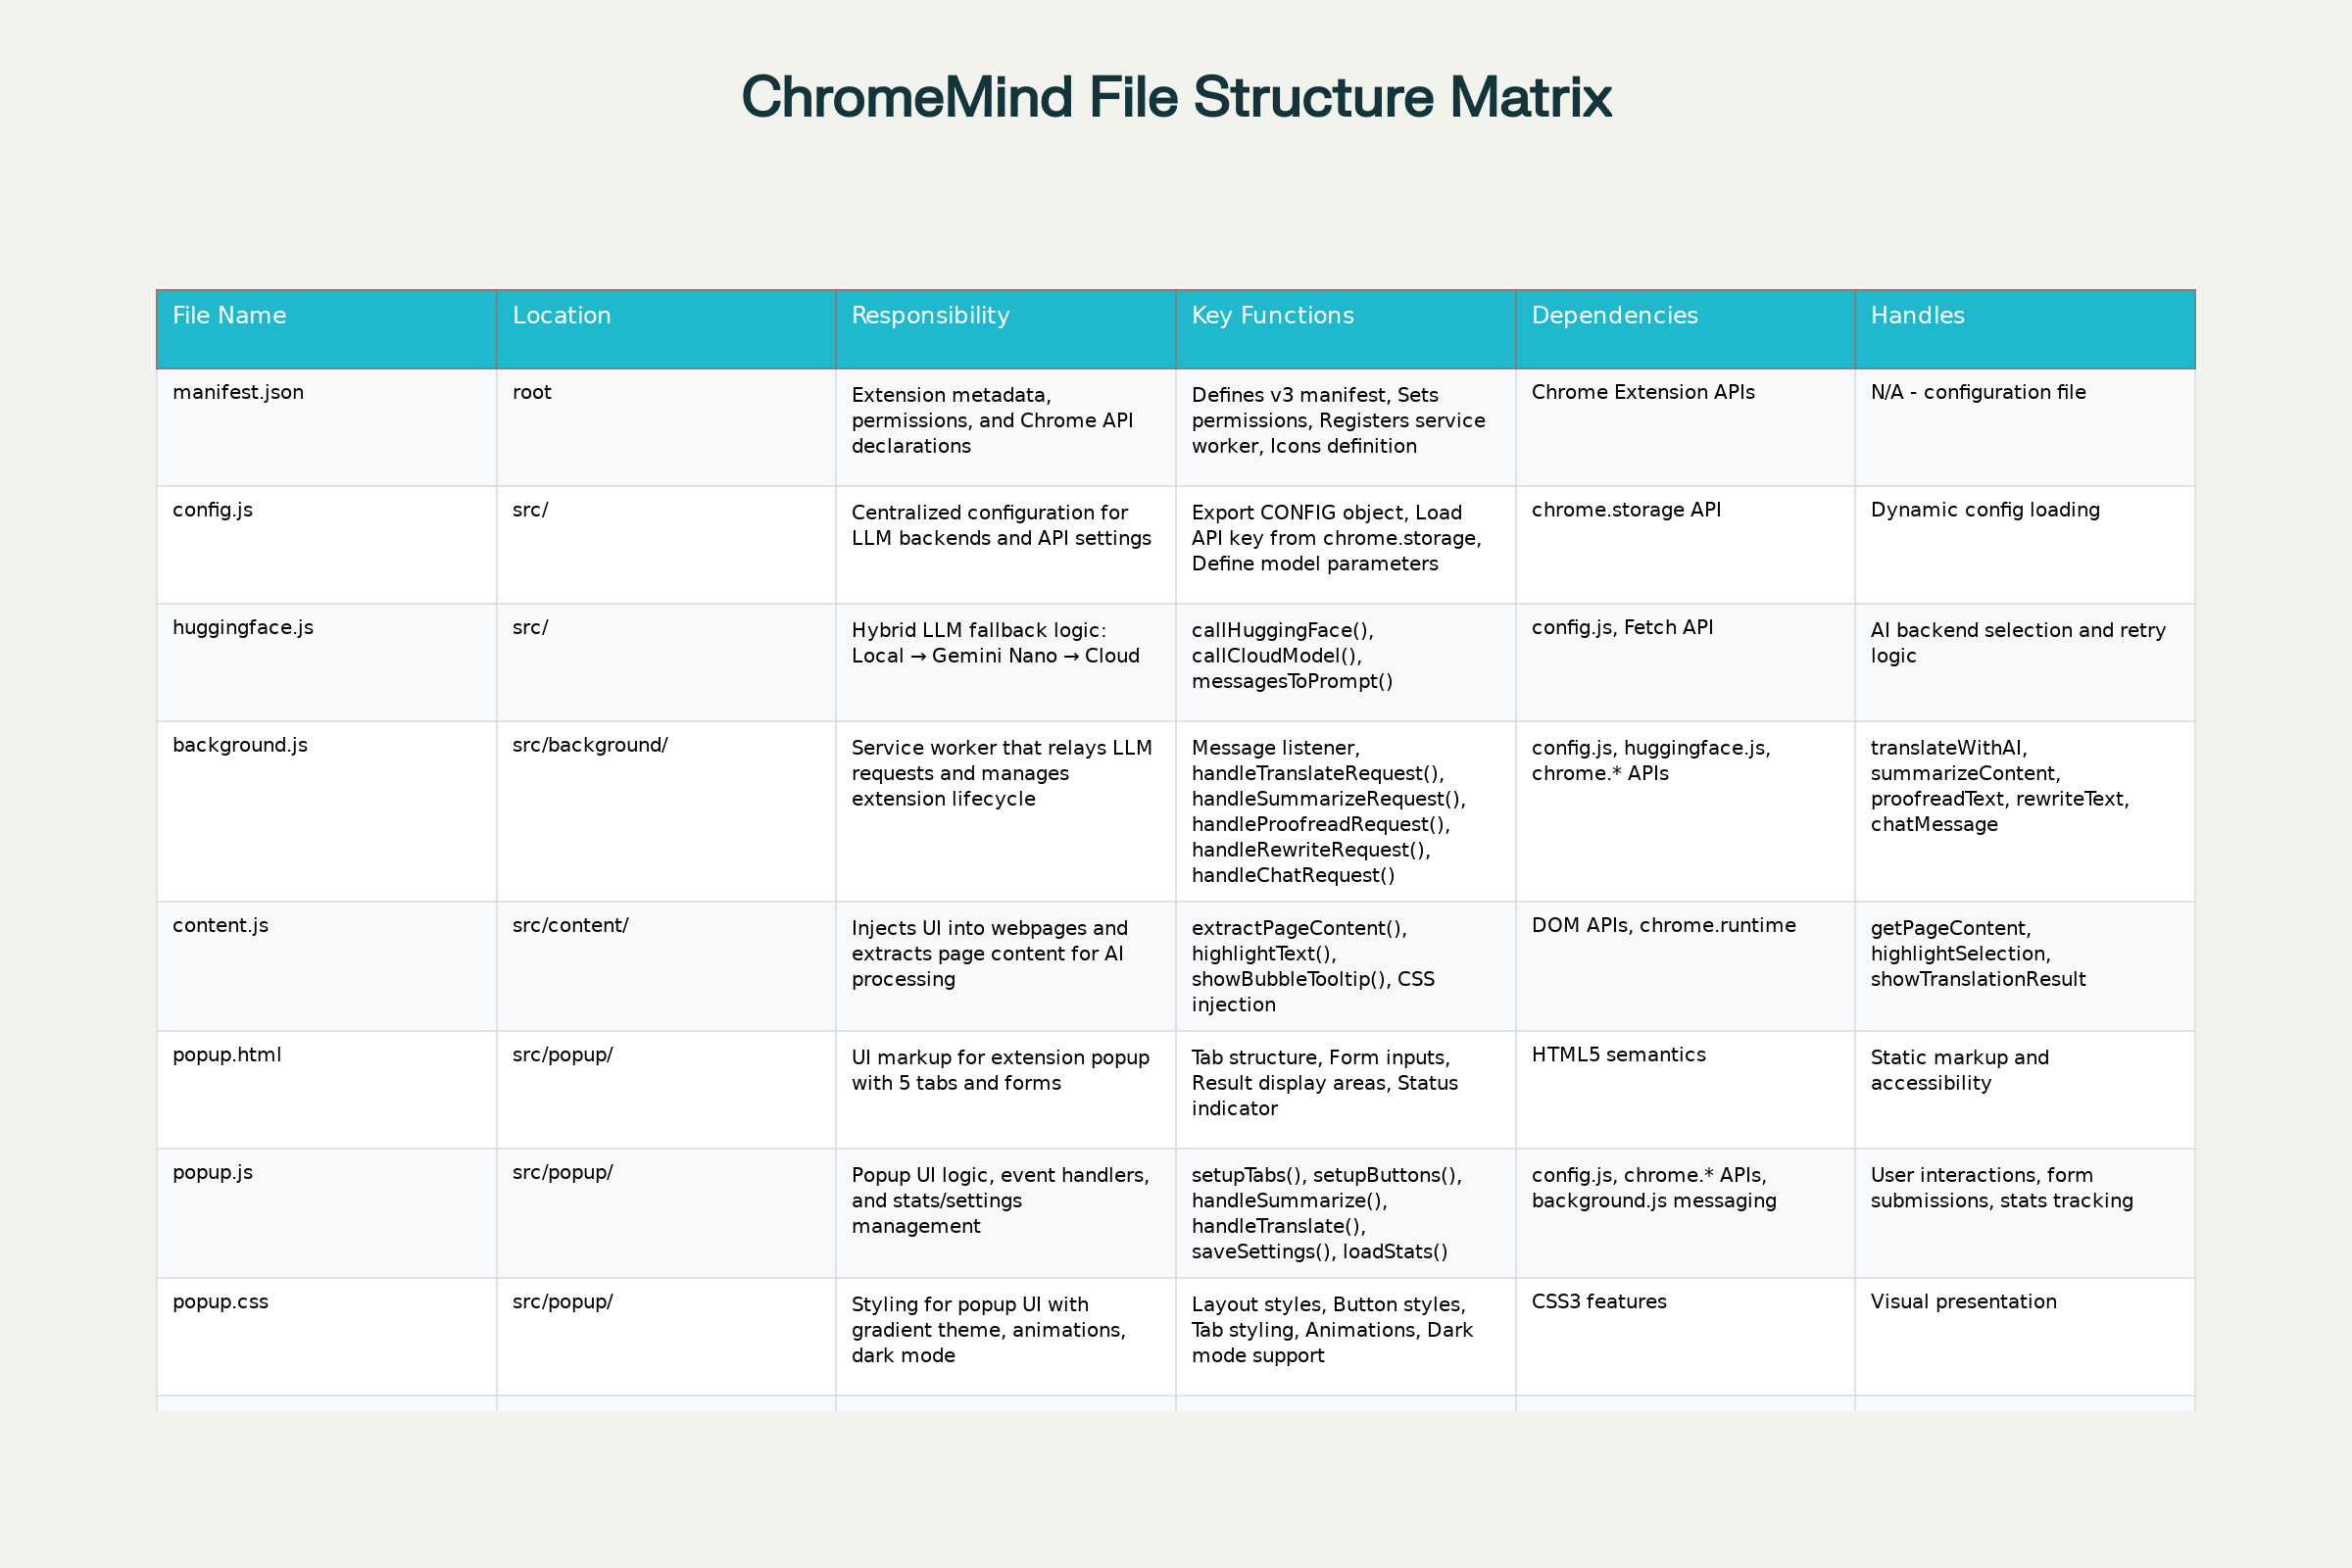 ChromeMind File Structure Matrix
File Name
Location
Responsibility
Key Functions
Dependencies
Handles
manifest.json
root
Extension metadata,
permissions, and Chrome API
declarations
Defines v3 manifest, Sets
permissions, Registers service
worker, Icons definition
Chrome Extension APIs
N/A - configuration file
config.js
src/
Centralized configuration for
LLM backends and API settings
Export CONFIG object, Load
API key from chrome.storage,
Define model parameters
chrome.storage API
Dynamic config loading
huggingface.js
src/
Hybrid LLM fallback logic:
Local → Gemini Nano → Cloud
callHuggingFace(),
callCloudModel(),
messagesToPrompt()
config.js, Fetch API
AI backend selection and retry
logic
background.js
src/background/
Service worker that relays LLM
requests and manages
extension lifecycle
Message listener,
handleTranslateRequest(),
handleSummarizeRequest(),
handleProofreadRequest(),
handleRewriteRequest(),
handleChatRequest()
config.js, huggingface.js,
chrome.* APIs
translateWithAI,
summarizeContent,
proofreadText, rewriteText,
chatMessage
content.js
src/content/
Injects UI into webpages and
extracts page content for AI
processing
extractPageContent(),
highlightText(),
showBubbleTooltip(), CSS
injection
DOM APIs, chrome.runtime
getPageContent,
highlightSelection,
showTranslationResult
popup.html
src/popup/
UI markup for extension popup
with 5 tabs and forms
Tab structure, Form inputs,
Result display areas, Status
indicator
HTML5 semantics
Static markup and
accessibility
popup.js
src/popup/
Popup UI logic, event handlers,
and stats/settings
management
setupTabs(), setupButtons(),
handleSummarize(),
handleTranslate(),
saveSettings(), loadStats()
config.js, chrome.* APIs,
background.js messaging
User interactions, form
submissions, stats tracking
popup.css
src/popup/
Styling for popup UI with
gradient theme, animations,
dark mode
Layout styles, Button styles,
Tab styling, Animations, Dark
mode support
CSS3 features
Visual presentation